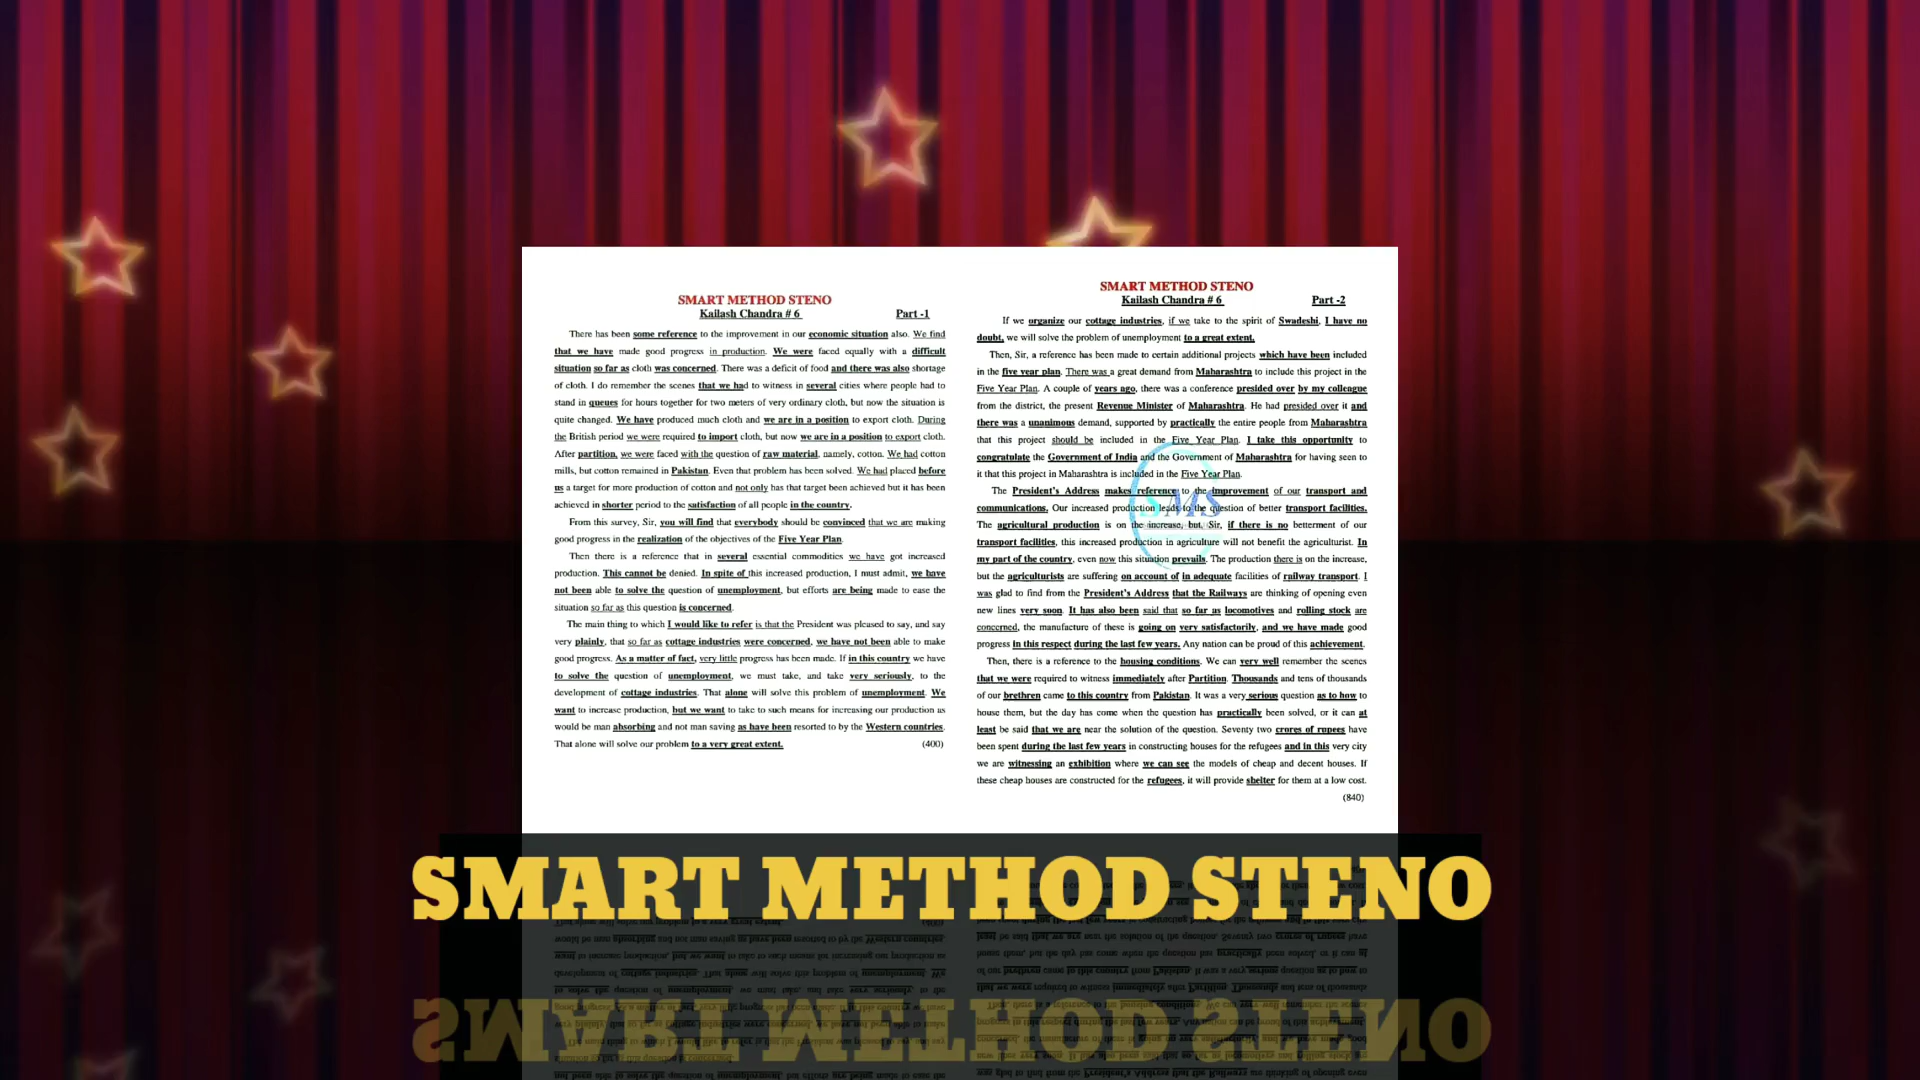 SMART METHOD STENO
Kailash Chandra # 6 Part -1
There has been some reference to the improvement in our economic situation also. We find
that we have made good progress in production. We were faced equally with a difficult
situation so far as cloth was concerned. There was a deficit of food and there was also shortage
of cloth. I do remember the scenes that we had to witness in several cities where people had to
stand in queues for hours together for two meters of very ordinary cloth, but now the situation is
quite changed. We have produced much cloth and we are in a position to export cloth. During
the British period we were required to import cloth, but now we are in a position to export cloth.
After partition, we were faced with the question of raw material, namely, cotton. We had cotton
mills, but cotton remained in Pakistan. Even that problem has been solved. We had placed before
us a target for more production of cotton and not only has that target been achieved but it has been
achieved in shorter period to the satisfaction of all people in the country.
From this survey, Sir, you will find that everybody should be convinced that we are making
good progress in the realization of the objectives of the Five Year Plan.
Then there is a reference that in several essential commodities we have got increased
production. This cannot be denied. In spite of this increased production, I must admit, we have
not been able to solve the question of unemployment, but efforts are being made to ease the
situation so far as this question is concerned.
The main thing to which I would like to refer is that the President was pleased to say, and say
very plainly, that so far as cottage industries were concerned, we have not been able to make
good progress. As a matter of fact, very little progress has been made. If in this country we have
to solve the question of unemployment, we must take, and take very seriously, to the
development of cottage industries. That alone will solve this problem of unemployment. We
want to increase production, but we want to take to such means for increasing our production as
would be man absorbing and not man saving as have been resorted to by the Western countries.
That alone will solve our problem to a very great extent. (400)
SMART METHOD STENO
Kailash Chandra # 6 Part -2
If we organize our cottage industries, if we take to the spirit of Swadeshi, I have no
doubt, we will solve the problem of unemployment to a great extent.
Then, Sir, a reference has been made to certain additional projects which have been included
in the five year plan. There was a great demand from Maharashtra to include this project in the
Five Year Plan. A couple of years ago, there was a conference presided over by my colleague
from the district, the present Revenue Minister of Maharashtra. He had presided over it and
there was a unanimous demand, supported by practically the entire people from Maharashtra
that this project should be included in the Five Year Plan. I take this opportunity to
congratulate the Government of India and the Government of Maharashtra for having seen to
it that this project in Maharashtra is included in the Five Year Plan.
The President's Address makes reference to the improvement of our transport and
communications. Our increased production leads to the question of better transport facilities.
The agricultural production is on the increase, but, Sir, if there is no betterment of our
transport facilities, this increased production in agriculture will not benefit the agriculturist. In
my part of the country, even now this situation prevails. The production there is on the increase,
but the agriculturists are suffering on account of in adequate facilities of railway transport. I
was glad to find from the President's Address that the Railways are thinking of opening even
new lines very soon. It has also been said that so far as locomotives and rolling stock are
concerned, the manufacture of these is going on very satisfactorily, and we have made good
progress in this respect during the last few years. Any nation can be proud of this achievement.
Then, there is a reference to the housing conditions. We can very well remember the scenes
that we were required to witness immediately after Partition. Thousands and tens of thousands
of our brethren came to this country from Pakistan. It was a very serious question as to how to
house them, but the day has come when the question has practically been solved, or it can at
least be said that we are near the solution of the question. Seventy two crores of rupees have
been spent during the last few years in constructing houses for the refugees and in this very city
we are witnessing an exhibition where we can see the models of cheap and decent houses. If
these cheap houses are constructed for the refugees, it will provide shelter for them at a low cost.
(840)
SMS
SMART METHOD STENO